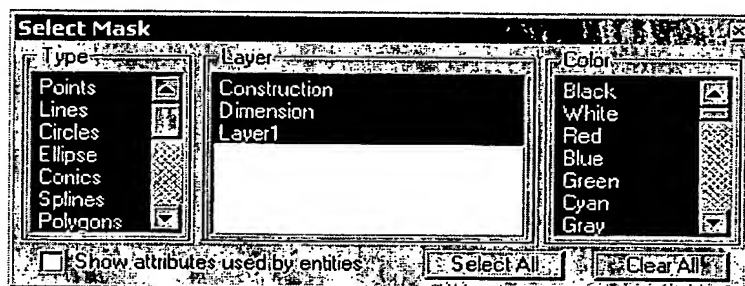 Select Mask
Type
Points
Lines
Circles
Ellipse
Conics
Splines
Polygons
Layer
Construction
Dimension
Layer1
Color
Black
White
Red
Blue
Green
Cyan
Gray
Show attributes used by entities
Select All
Clear All